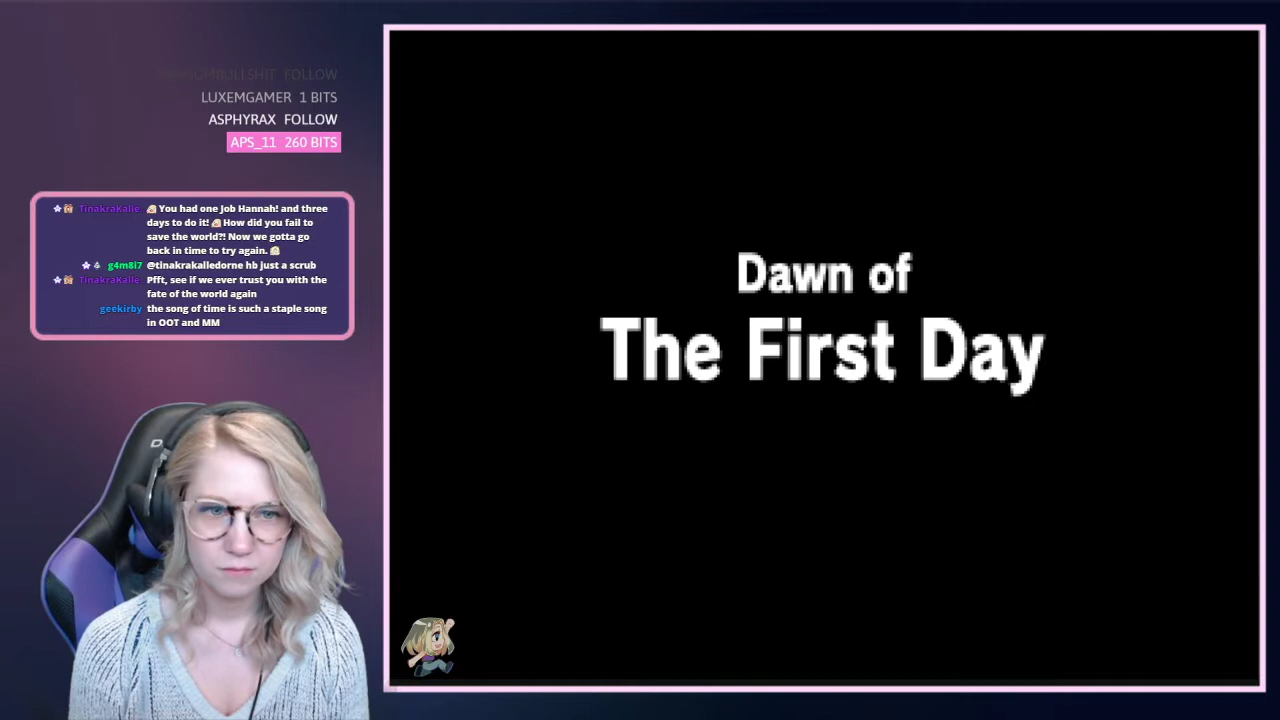 FOLLOW
LUXEMGAMER 1 BITS
ASPHYRAX FOLLOW
APS_11 260 BITS
TinakraKalle: You had one Job Hannah! and three
days to do it! How did you fail to
save the world?! Now we gotta go
back in time to try again.
g4m8i7 @tinakrakalledorne hb just a scrub
TinakraKalle: Pfft, see if we ever trust you with the
fate of the world again
geekirby the song of time is such a staple song
in OOT and MM
Dawn of
The First Day